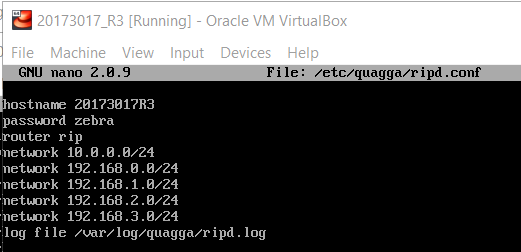 20173017_R3 [Running] - Oracle VM VirtualBox
File Machine View Input Devices Help
GNU nano 2.0.9 File: /etc/quagga/ripd.conf
hostname 20173017R3
password zebra
router rip
network 10.0.0.0/24
network 192.168.0.0/24
network 192.168.1.0/24
network 192.168.2.0/24
network 192.168.3.0/24
log file /var/log/quagga/ripd.log